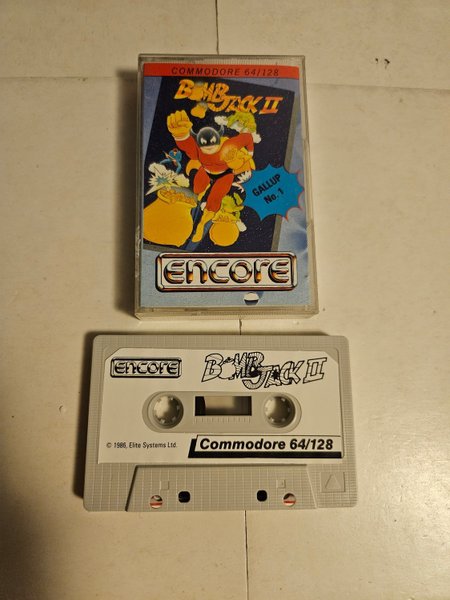 COMMODORE 64/128
BOMB
JACK II
GALLUP
No. 1
ENCORE
ENCORE
BOMB
JACK II
© 1986, Elite Systems Ltd.
Commodore 64/128